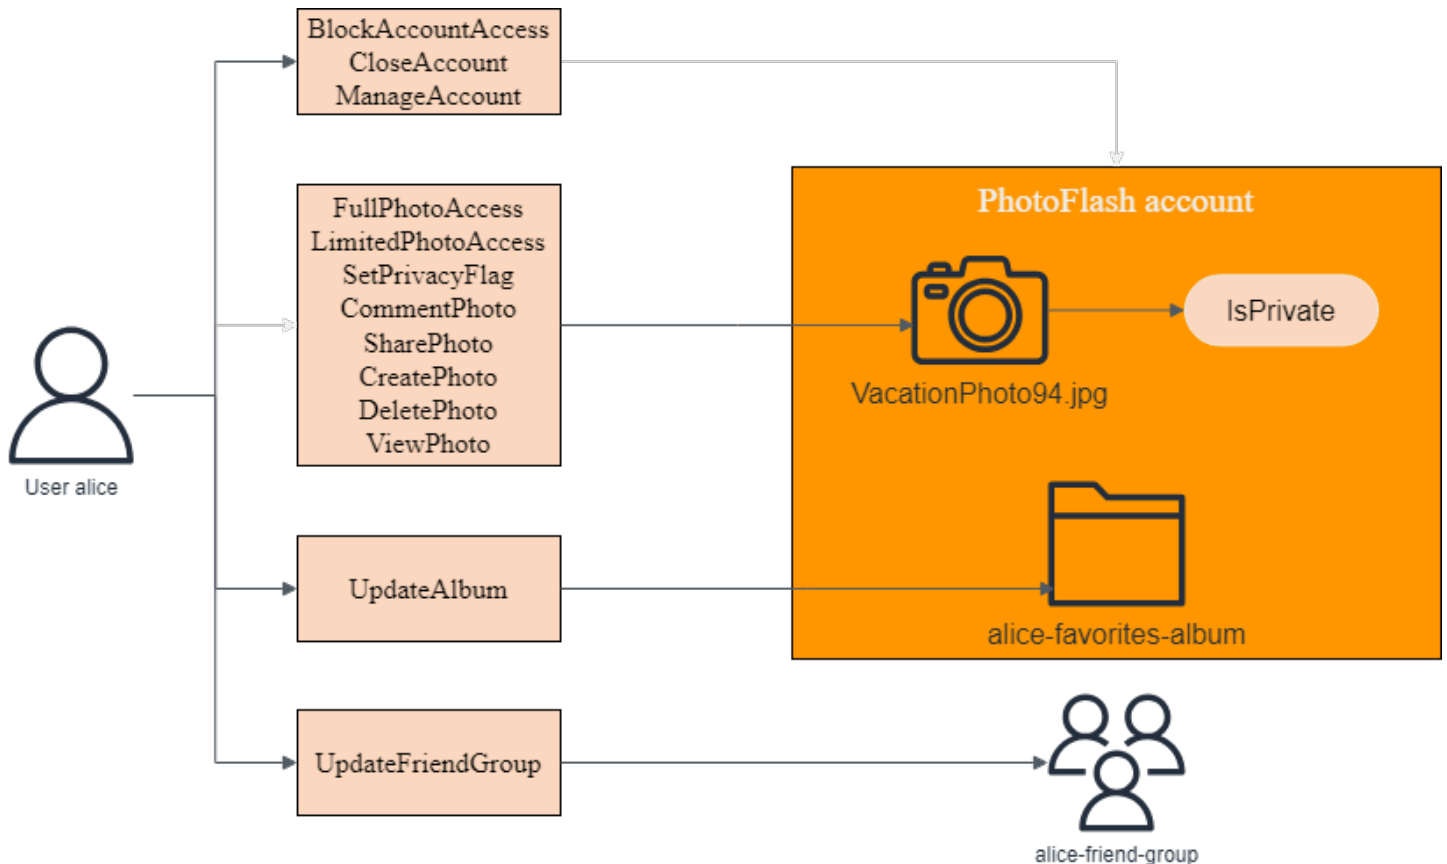 BlockAccountAccess
CloseAccount
ManageAccount
PhotoFlash account
FullPhotoAccess
LimitedPhotoAccess
SetPrivacyFlag
CommentPhoto
SharePhoto
CreatePhoto
DeletePhoto
ViewPhoto
IsPrivate
VacationPhoto94.jpg
User alice
UpdateAlbum
alice-favorites-album
UpdateFriendGroup
alice-friend-group